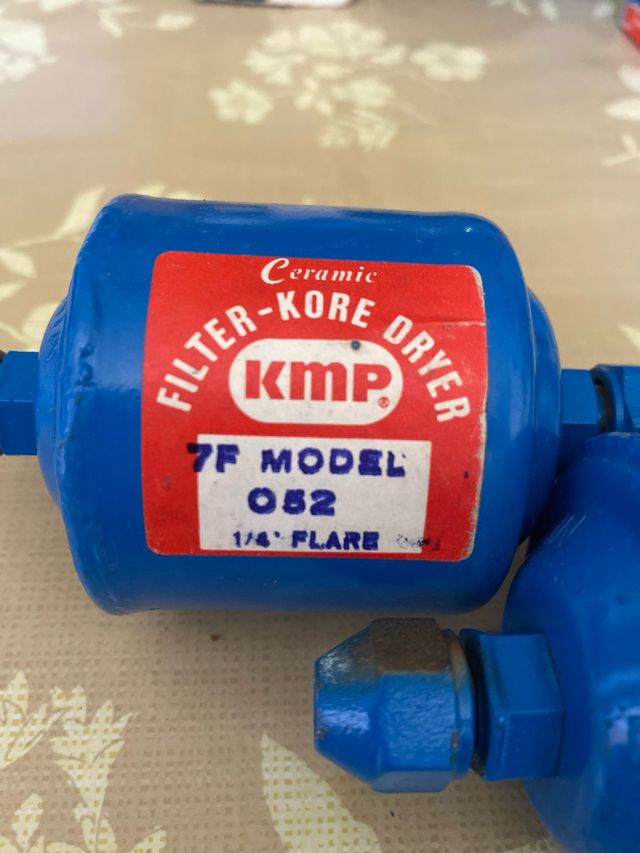 Ceramic
FILTER-KORE DRYER
KMP®
7F MODEL
052
1/4" FLARE